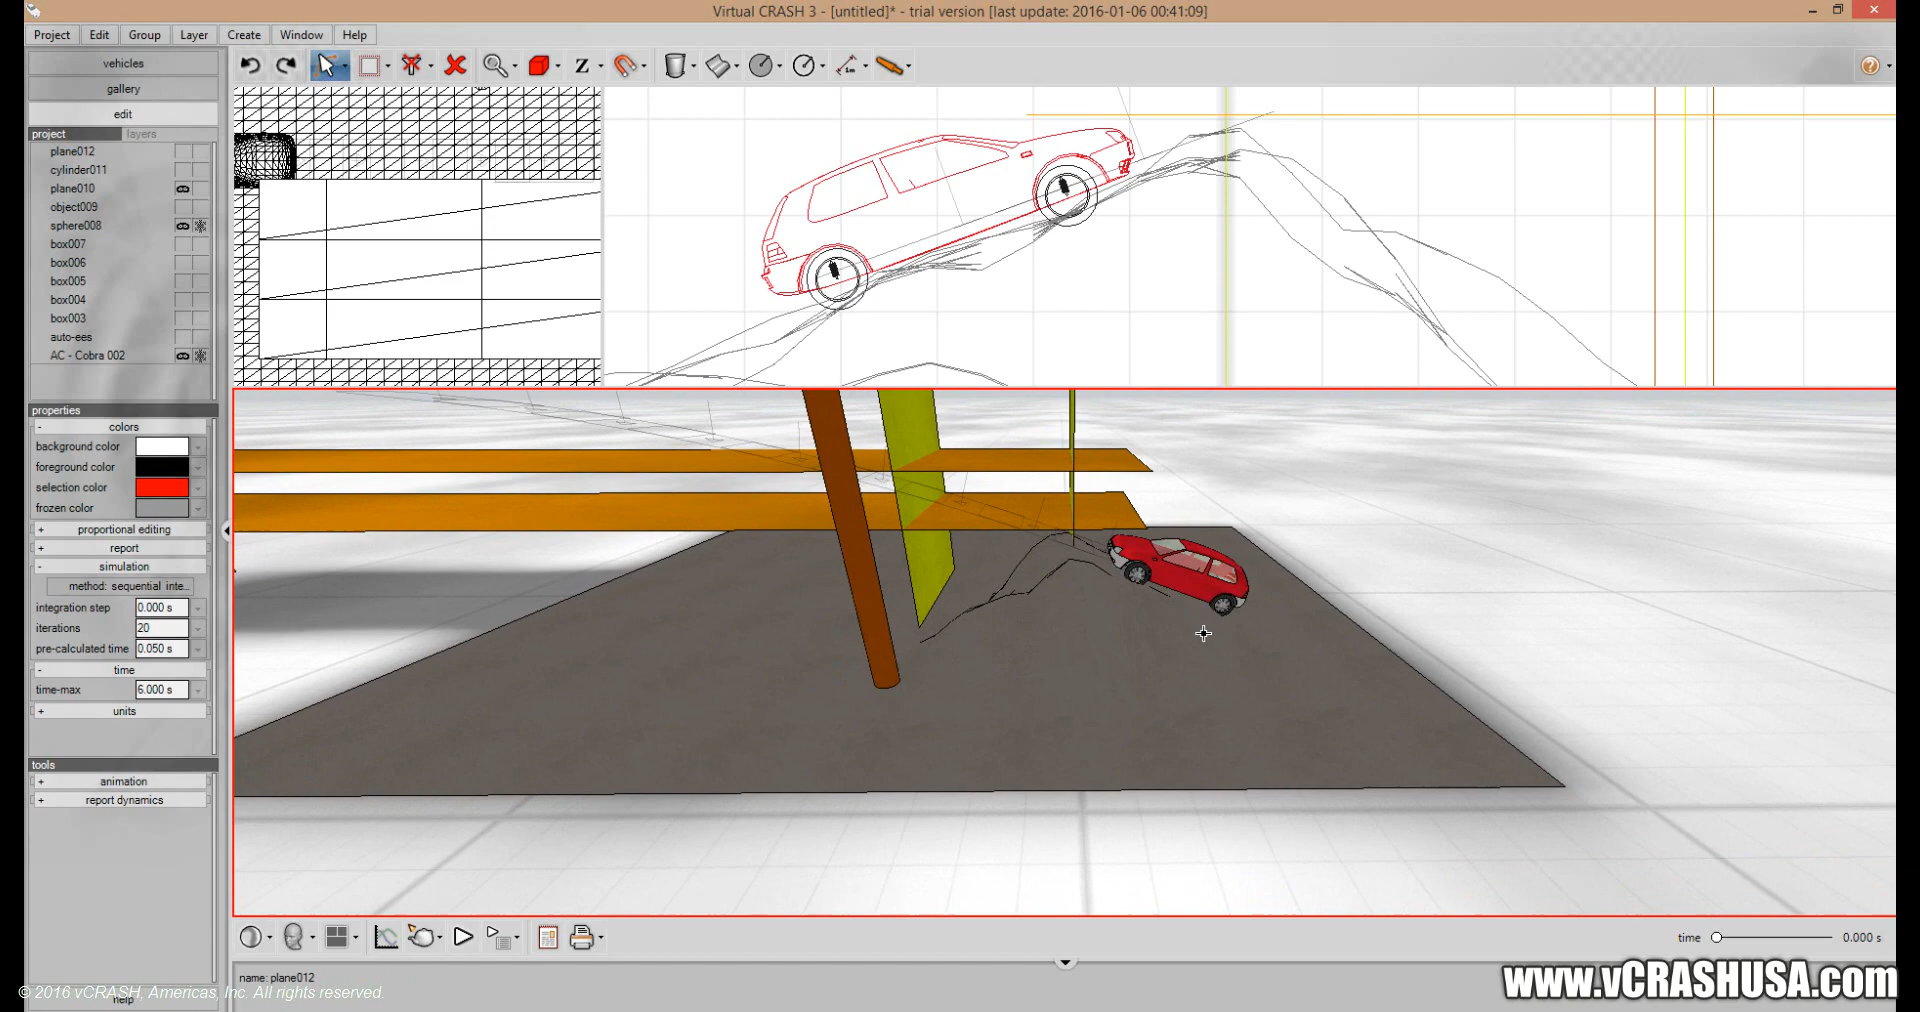 Virtual CRASH 3 - [untitled]* - trial version [last update: 2016-01-06 00:41:09]
Project Edit Group Layer Create Window Help
vehicles
gallery
edit
project layers
plane012
cylinder011
plane010
object009
sphere008
box007
box006
box005
box004
box003
auto-ees
AC - Cobra 002
properties
- colors
background color
foreground color
selection color
frozen color
+ proportional editing
+ report
- simulation
method: sequential inte...
integration step 0.000 s
iterations 20
pre-calculated time 0.050 s
- time
time-max 6.000 s
+ units
tools
+ animation
+ report dynamics
help
Z
1m
time 0.000 s
name: plane012
© 2016 vCRASH, Americas, Inc. All rights reserved.
www.vCRASHUSA.com